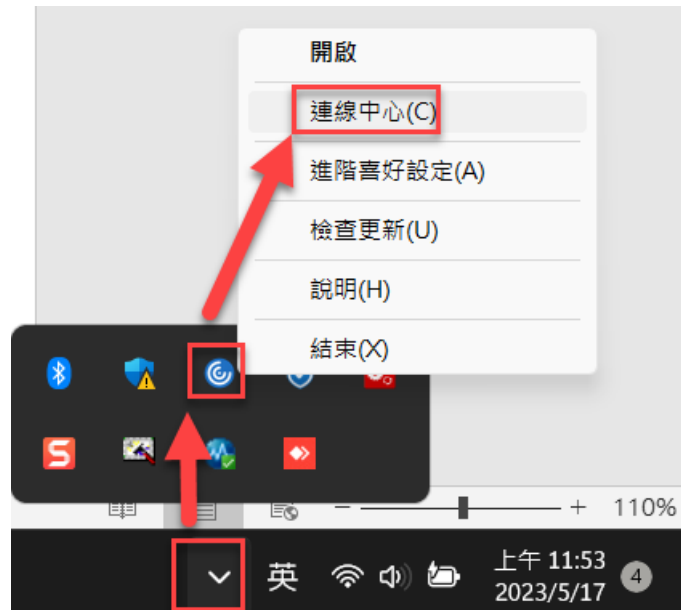 開啟
連線中心(C)
進階喜好設定(A)
檢查更新(U)
說明(H)
結束(X)
110%
英
上午 11:53
2023/5/17
4